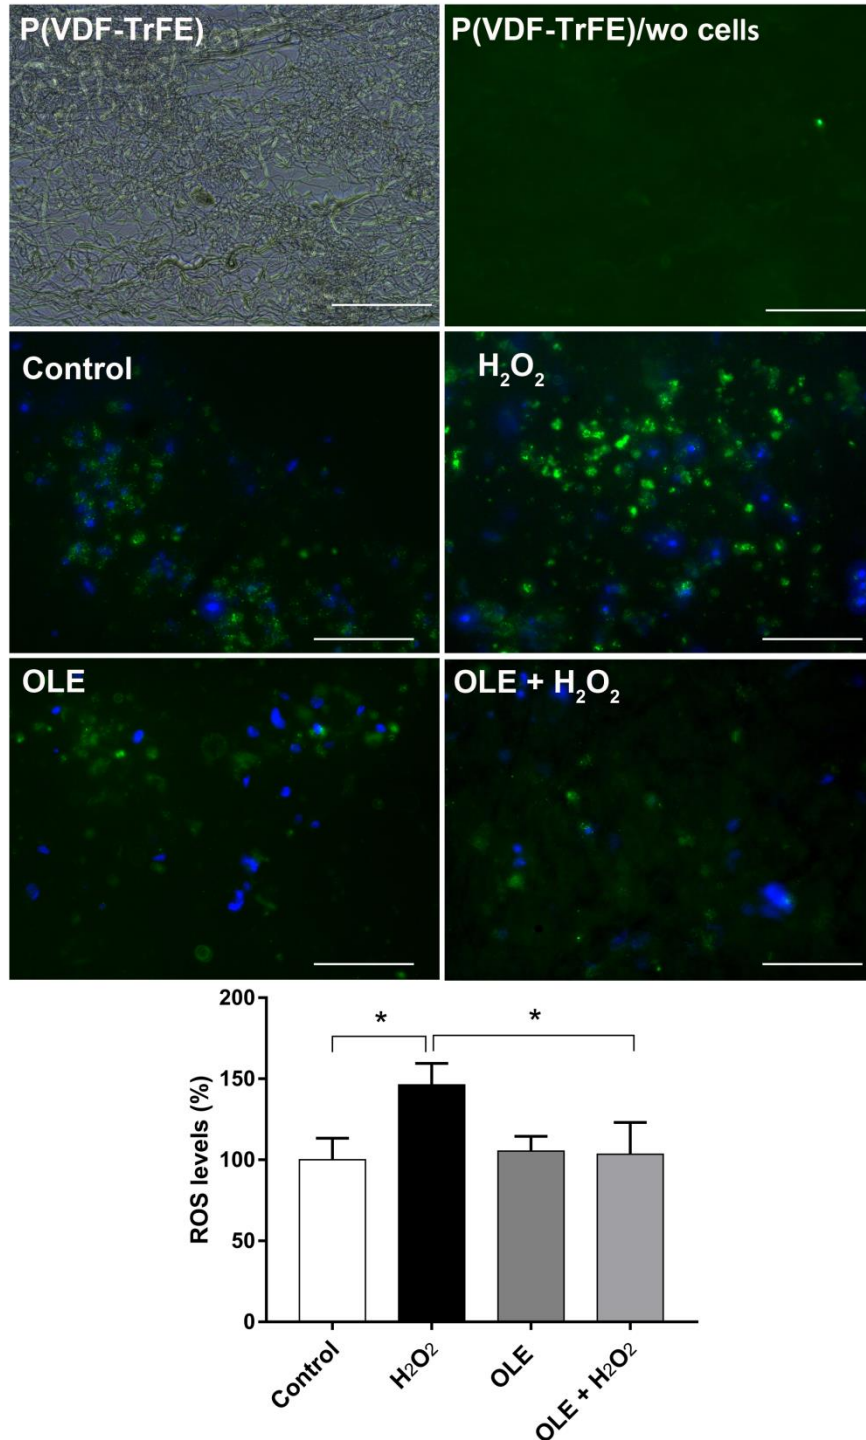 P(VDF-TrFE)
P(VDF-TrFE)/wo cells
Control
H₂O₂
OLE
OLE + H₂O₂
200
150
100
50
0
ROS levels (%)
*
*
Control
H₂O₂
OLE
OLE + H₂O₂